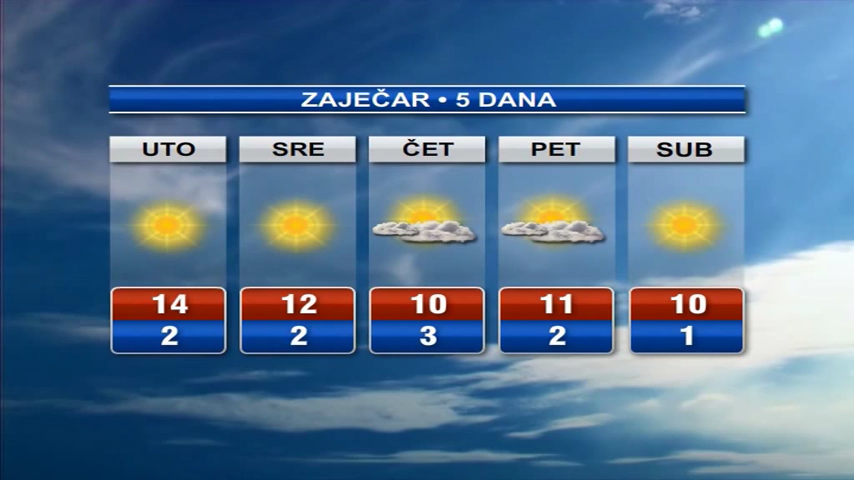 ZAJEČAR • 5 DANA
UTO SRE ČET PET SUB
14 12 10 11 10
2 2 3 2 1